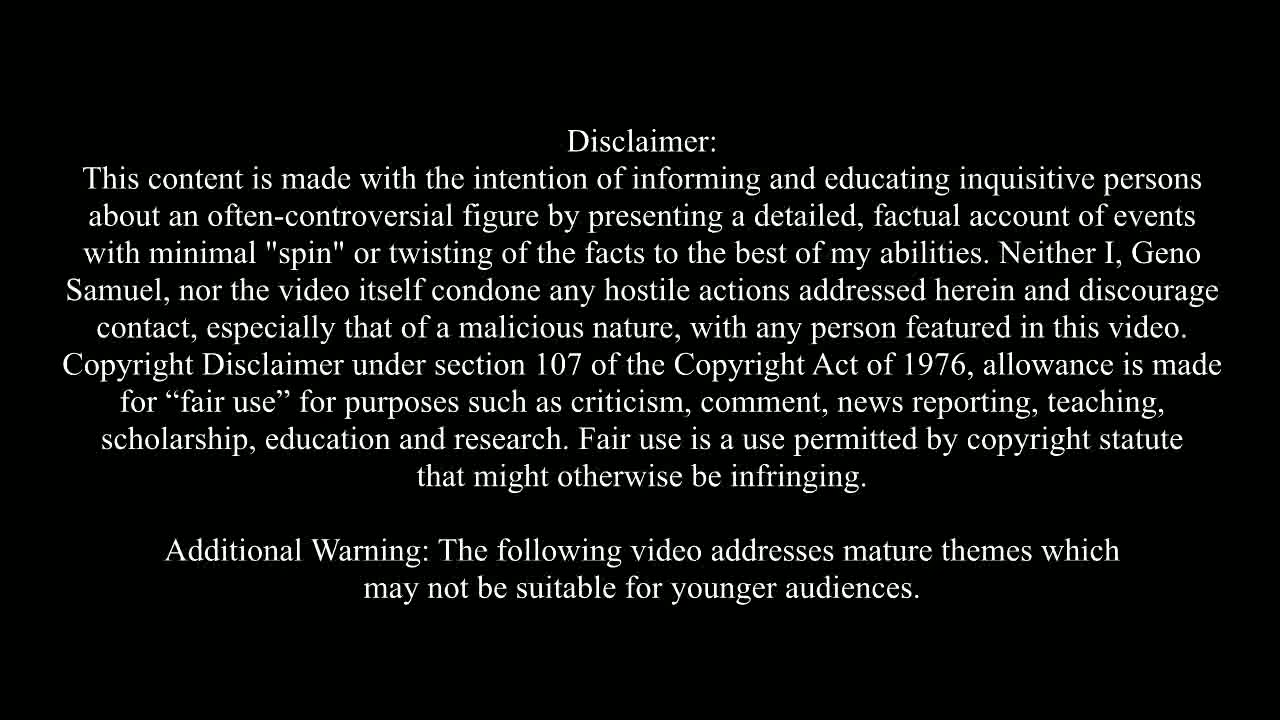 Disclaimer:
This content is made with the intention of informing and educating inquisitive persons
about an often-controversial figure by presenting a detailed, factual account of events
with minimal "spin" or twisting of the facts to the best of my abilities. Neither I, Geno
Samuel, nor the video itself condone any hostile actions addressed herein and discourage
contact, especially that of a malicious nature, with any person featured in this video.
Copyright Disclaimer under section 107 of the Copyright Act of 1976, allowance is made
for “fair use” for purposes such as criticism, comment, news reporting, teaching,
scholarship, education and research. Fair use is a use permitted by copyright statute
that might otherwise be infringing.
Additional Warning: The following video addresses mature themes which
may not be suitable for younger audiences.